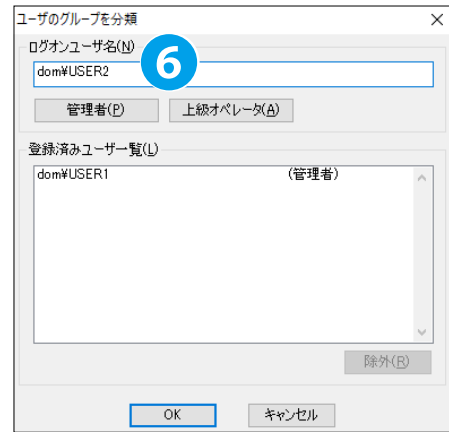 ユーザのグループを分類
ログオンユーザ名(N)
dom¥USER2
6
管理者(P) 上級オペレータ(A)
登録済みユーザ一覧(L)
dom¥USER1 (管理者)
除外(R)
OK キャンセル